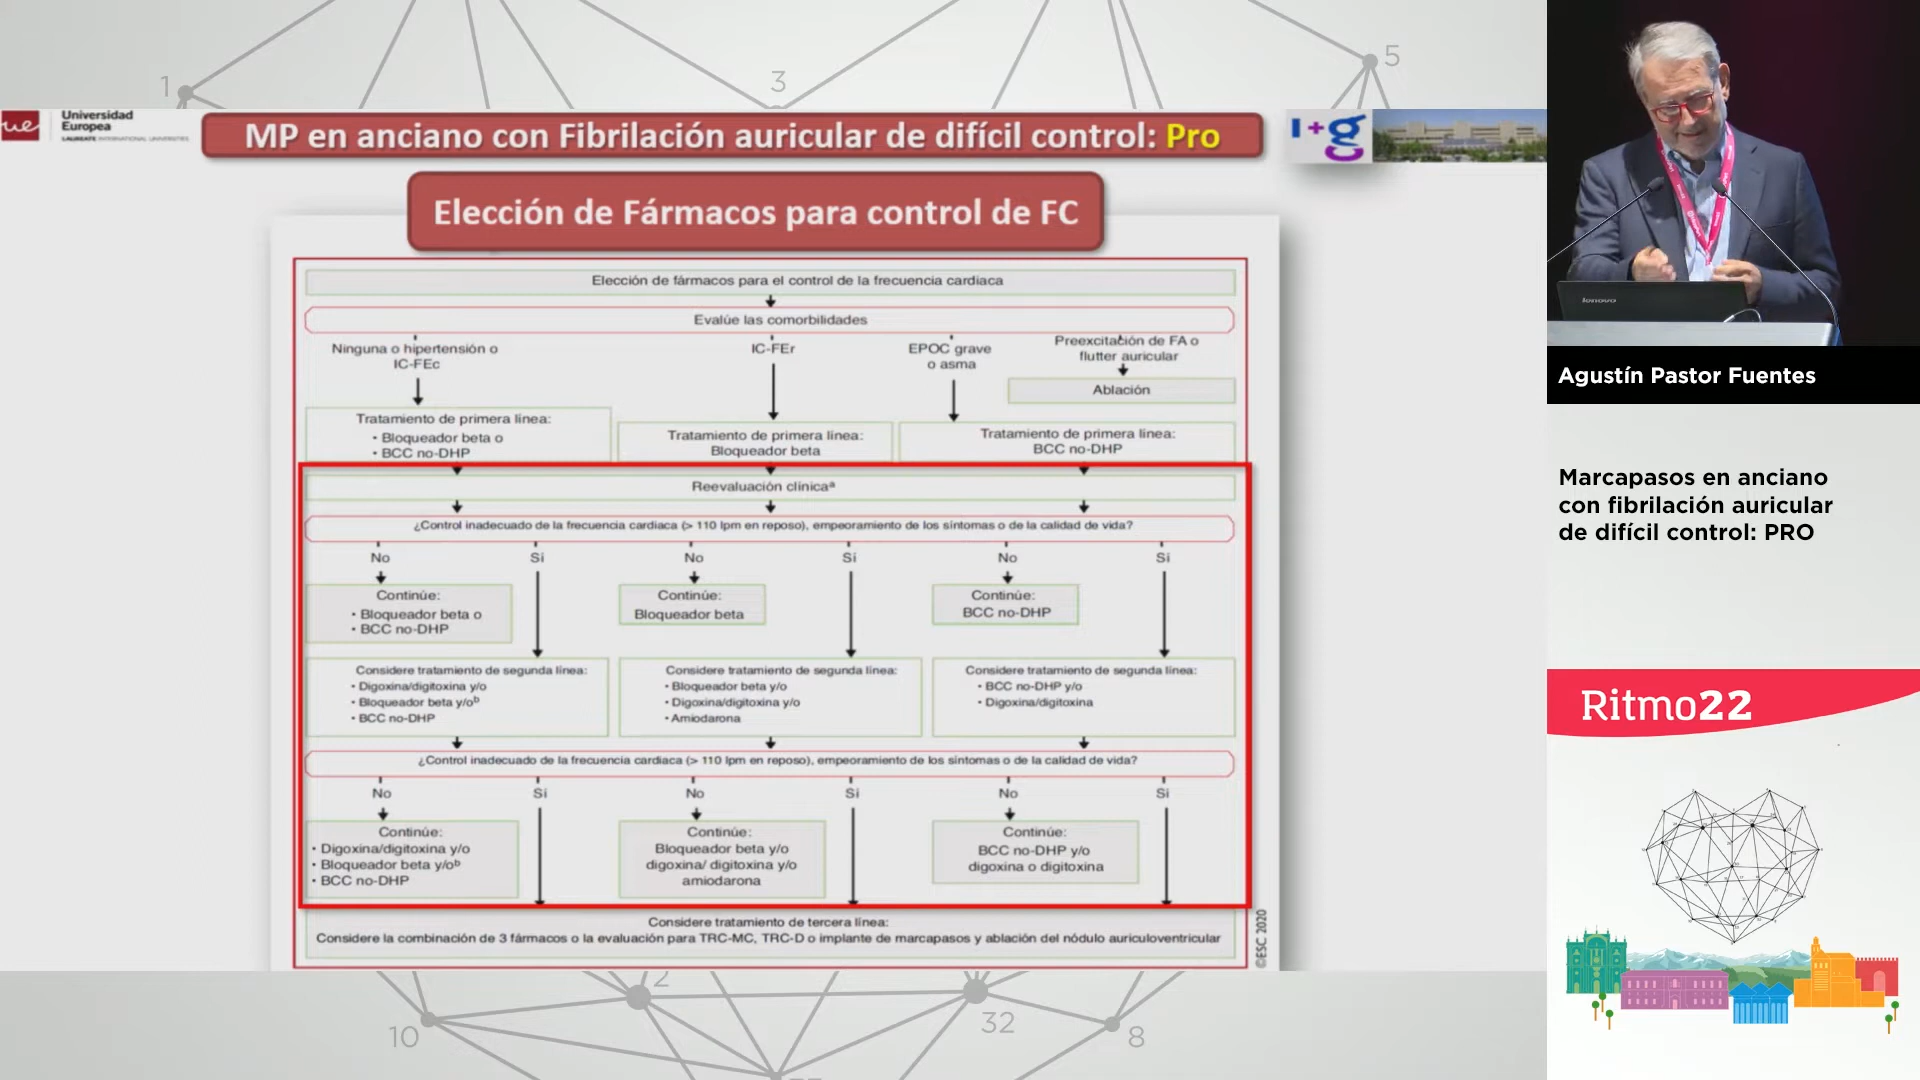 1
3
5
Universidad
Europea
LAUREATE INTERNATIONAL UNIVERSITIES
ue
MP en anciano con Fibrilación auricular de difícil control: Pro
I+g
Elección de Fármacos para control de FC
Elección de fármacos para el control de la frecuencia cardiaca
Evalúe las comorbilidades
Ninguna o hipertensión o
IC-FEc
IC-FEr
EPOC grave
o asma
Preexcitación de FA o
flutter auricular
Ablación
Tratamiento de primera línea:
• Bloqueador beta o
• BCC no-DHP
Tratamiento de primera línea:
Bloqueador beta
Tratamiento de primera línea:
BCC no-DHP
Reevaluación clínicaª
¿Control inadecuado de la frecuencia cardiaca (> 110 lpm en reposo), empeoramiento de los síntomas o de la calidad de vida?
No
Sí
No
Sí
No
Sí
Continúe:
• Bloqueador beta o
• BCC no-DHP
Continúe:
Bloqueador beta
Continúe:
BCC no-DHP
Considere tratamiento de segunda línea:
• Digoxina/digitoxina y/o
• Bloqueador beta y/oᵇ
• BCC no-DHP
Considere tratamiento de segunda línea:
• Bloqueador beta y/o
• Digoxina/digitoxina y/o
• Amiodarona
Considere tratamiento de segunda línea:
• BCC no-DHP y/o
• Digoxina/digitoxina
¿Control inadecuado de la frecuencia cardiaca (> 110 lpm en reposo), empeoramiento de los síntomas o de la calidad de vida?
No
Sí
No
Sí
No
Sí
Continúe:
• Digoxina/digitoxina y/o
• Bloqueador beta y/oᵇ
• BCC no-DHP
Continúe:
Bloqueador beta y/o
digoxina/ digitoxina y/o
amiodarona
Continúe:
BCC no-DHP y/o
digoxina o digitoxina
Considere tratamiento de tercera línea:
Considere la combinación de 3 fármacos o la evaluación para TRC-MC, TRC-D o implante de marcapasos y ablación del nódulo auriculoventricular
©ESC 2020
2
10
32
8
lenovo
Agustín Pastor Fuentes
Marcapasos en anciano
con fibrilación auricular
de difícil control: PRO
Ritmo22